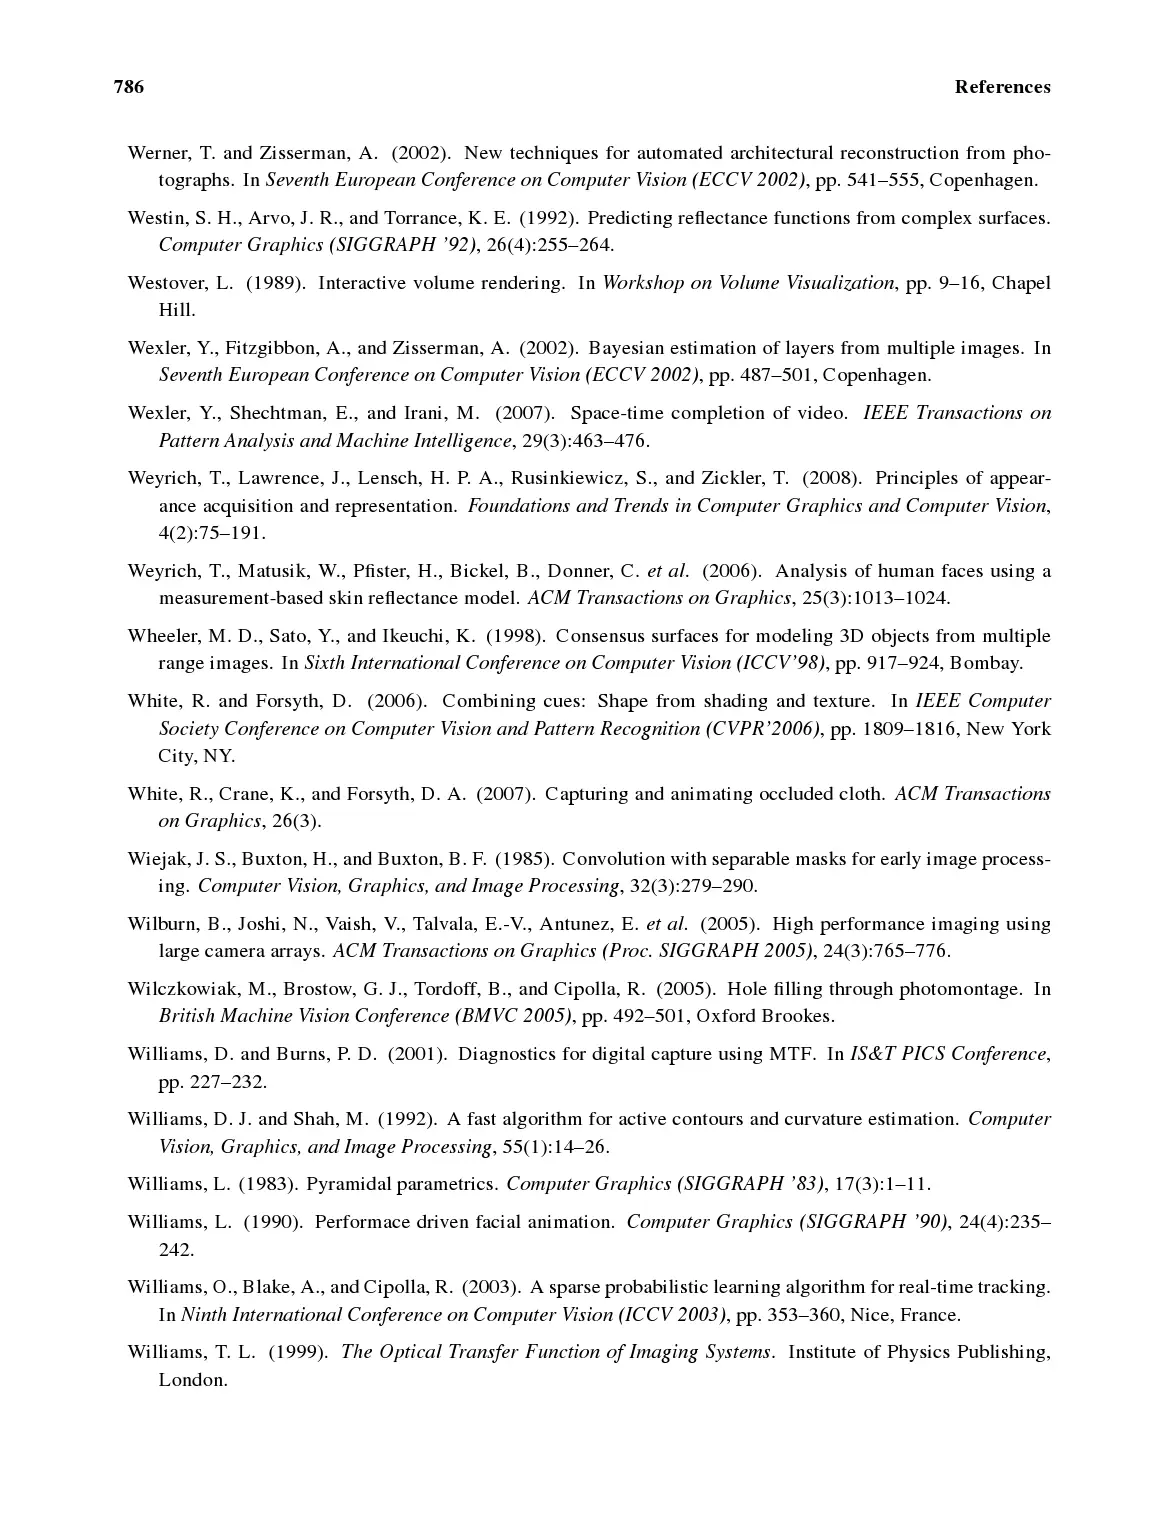 786 References
Werner, T. and Zisserman, A. (2002). New techniques for automated architectural reconstruction from pho-
tographs. In Seventh European Conference on Computer Vision (ECCV 2002), pp. 541–555, Copenhagen.
Westin, S. H., Arvo, J. R., and Torrance, K. E. (1992). Predicting reflectance functions from complex surfaces.
Computer Graphics (SIGGRAPH ’92), 26(4):255–264.
Westover, L. (1989). Interactive volume rendering. In Workshop on Volume Visualization, pp. 9–16, Chapel
Hill.
Wexler, Y., Fitzgibbon, A., and Zisserman, A. (2002). Bayesian estimation of layers from multiple images. In
Seventh European Conference on Computer Vision (ECCV 2002), pp. 487–501, Copenhagen.
Wexler, Y., Shechtman, E., and Irani, M. (2007). Space-time completion of video. IEEE Transactions on
Pattern Analysis and Machine Intelligence, 29(3):463–476.
Weyrich, T., Lawrence, J., Lensch, H. P. A., Rusinkiewicz, S., and Zickler, T. (2008). Principles of appear-
ance acquisition and representation. Foundations and Trends in Computer Graphics and Computer Vision,
4(2):75–191.
Weyrich, T., Matusik, W., Pfister, H., Bickel, B., Donner, C. et al. (2006). Analysis of human faces using a
measurement-based skin reflectance model. ACM Transactions on Graphics, 25(3):1013–1024.
Wheeler, M. D., Sato, Y., and Ikeuchi, K. (1998). Consensus surfaces for modeling 3D objects from multiple
range images. In Sixth International Conference on Computer Vision (ICCV’98), pp. 917–924, Bombay.
White, R. and Forsyth, D. (2006). Combining cues: Shape from shading and texture. In IEEE Computer
Society Conference on Computer Vision and Pattern Recognition (CVPR’2006), pp. 1809–1816, New York
City, NY.
White, R., Crane, K., and Forsyth, D. A. (2007). Capturing and animating occluded cloth. ACM Transactions
on Graphics, 26(3).
Wiejak, J. S., Buxton, H., and Buxton, B. F. (1985). Convolution with separable masks for early image process-
ing. Computer Vision, Graphics, and Image Processing, 32(3):279–290.
Wilburn, B., Joshi, N., Vaish, V., Talvala, E.-V., Antunez, E. et al. (2005). High performance imaging using
large camera arrays. ACM Transactions on Graphics (Proc. SIGGRAPH 2005), 24(3):765–776.
Wilczkowiak, M., Brostow, G. J., Tordoff, B., and Cipolla, R. (2005). Hole filling through photomontage. In
British Machine Vision Conference (BMVC 2005), pp. 492–501, Oxford Brookes.
Williams, D. and Burns, P. D. (2001). Diagnostics for digital capture using MTF. In IS&T PICS Conference,
pp. 227–232.
Williams, D. J. and Shah, M. (1992). A fast algorithm for active contours and curvature estimation. Computer
Vision, Graphics, and Image Processing, 55(1):14–26.
Williams, L. (1983). Pyramidal parametrics. Computer Graphics (SIGGRAPH ’83), 17(3):1–11.
Williams, L. (1990). Performace driven facial animation. Computer Graphics (SIGGRAPH ’90), 24(4):235–
242.
Williams, O., Blake, A., and Cipolla, R. (2003). A sparse probabilistic learning algorithm for real-time tracking.
In Ninth International Conference on Computer Vision (ICCV 2003), pp. 353–360, Nice, France.
Williams, T. L. (1999). The Optical Transfer Function of Imaging Systems. Institute of Physics Publishing,
London.